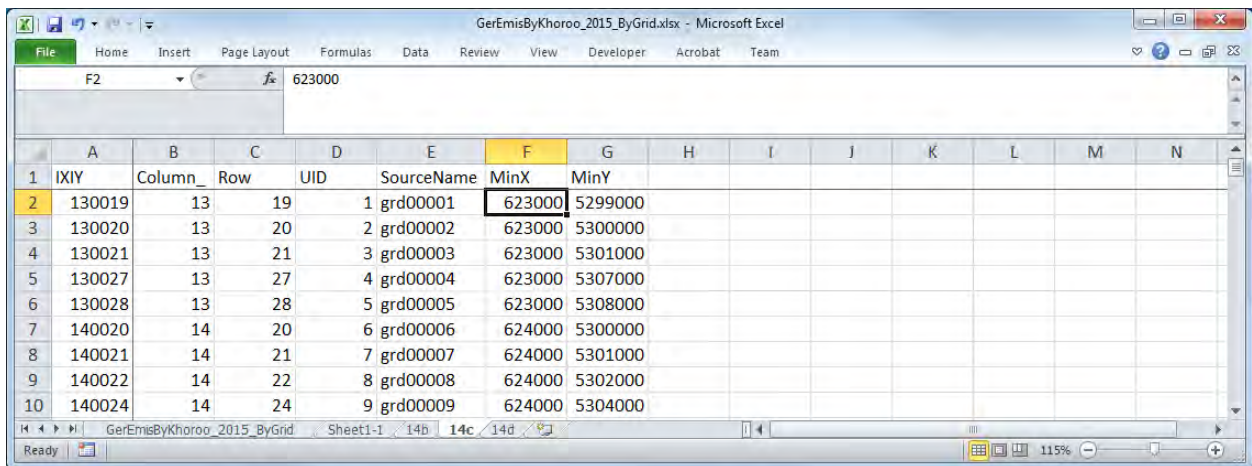 GerEmisByKhoroo_2015_ByGrid.xlsx - Microsoft Excel
File Home Insert Page Layout Formulas Data Review View Developer Acrobat Team
F2 fx 623000
A B C D E F G H I J K L M N
1 IXIY Column_ Row UID SourceName MinX MinY
2 130019 13 19 1 grd00001 623000 5299000
3 130020 13 20 2 grd00002 623000 5300000
4 130021 13 21 3 grd00003 623000 5301000
5 130027 13 27 4 grd00004 623000 5307000
6 130028 13 28 5 grd00005 623000 5308000
7 140020 14 20 6 grd00006 624000 5300000
8 140021 14 21 7 grd00007 624000 5301000
9 140022 14 22 8 grd00008 624000 5302000
10 140024 14 24 9 grd00009 624000 5304000
GerEmisByKhoroo_2015_ByGrid Sheet1-1 14b 14c 14d
Ready 115%